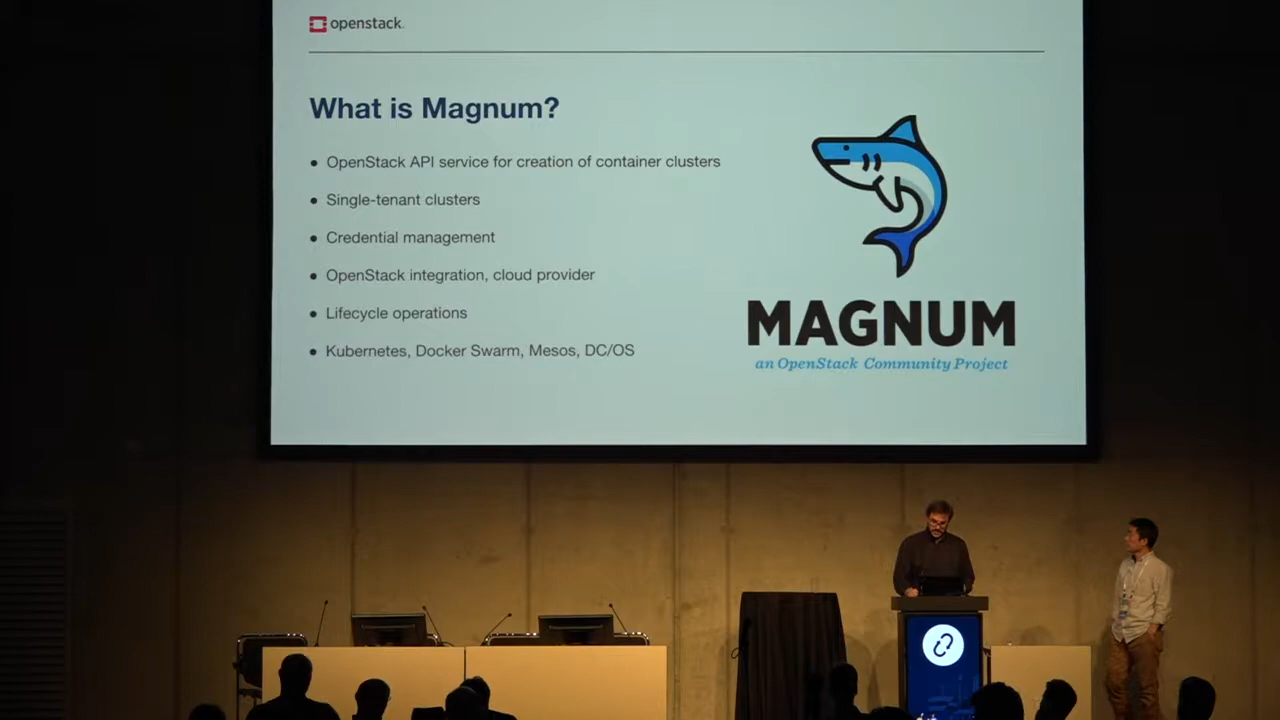 openstack.
What is Magnum?
• OpenStack API service for creation of container clusters
• Single-tenant clusters
• Credential management
• OpenStack integration, cloud provider
• Lifecycle operations
• Kubernetes, Docker Swarm, Mesos, DC/OS
MAGNUM
an OpenStack Community Project